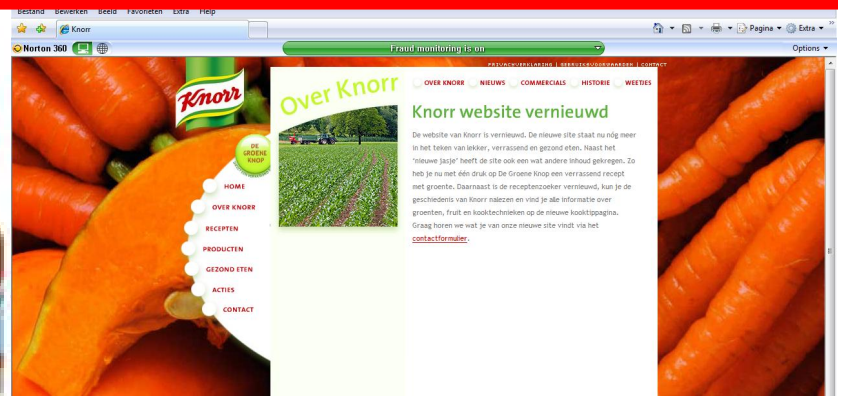 Bestand Bewerken Beeld Favorieten Extra Help
Knorr
Pagina Extra
Norton 360 Fraud monitoring is on Options
PRIVACYVERKLARING | GEBRUIKSVOORWAARDEN | CONTACT
Knorr
Over Knorr
OVER KNORR NIEUWS COMMERCIALS HISTORIE WEETJES
Knorr website vernieuwd
De website van Knorr is vernieuwd. De nieuwe site staat nu nóg meer
in het teken van lekker, verrassend en gezond eten. Naast het
'nieuwe jasje' heeft de site ook een wat andere inhoud gekregen. Zo
heb je nu met één druk op De Groene Knop een verrassend recept
met groente. Daarnaast is de receptenzoeker vernieuwd, kun je de
geschiedenis van Knorr nalezen en vind je alle informatie over
groenten, fruit en kooktechnieken op de nieuwe kooktippagina.
Graag horen we wat je van onze nieuwe site vindt via het
contactformulier.
DE
GROENE
KNOP
HOME
OVER KNORR
RECEPTEN
PRODUCTEN
GEZOND ETEN
ACTIES
CONTACT